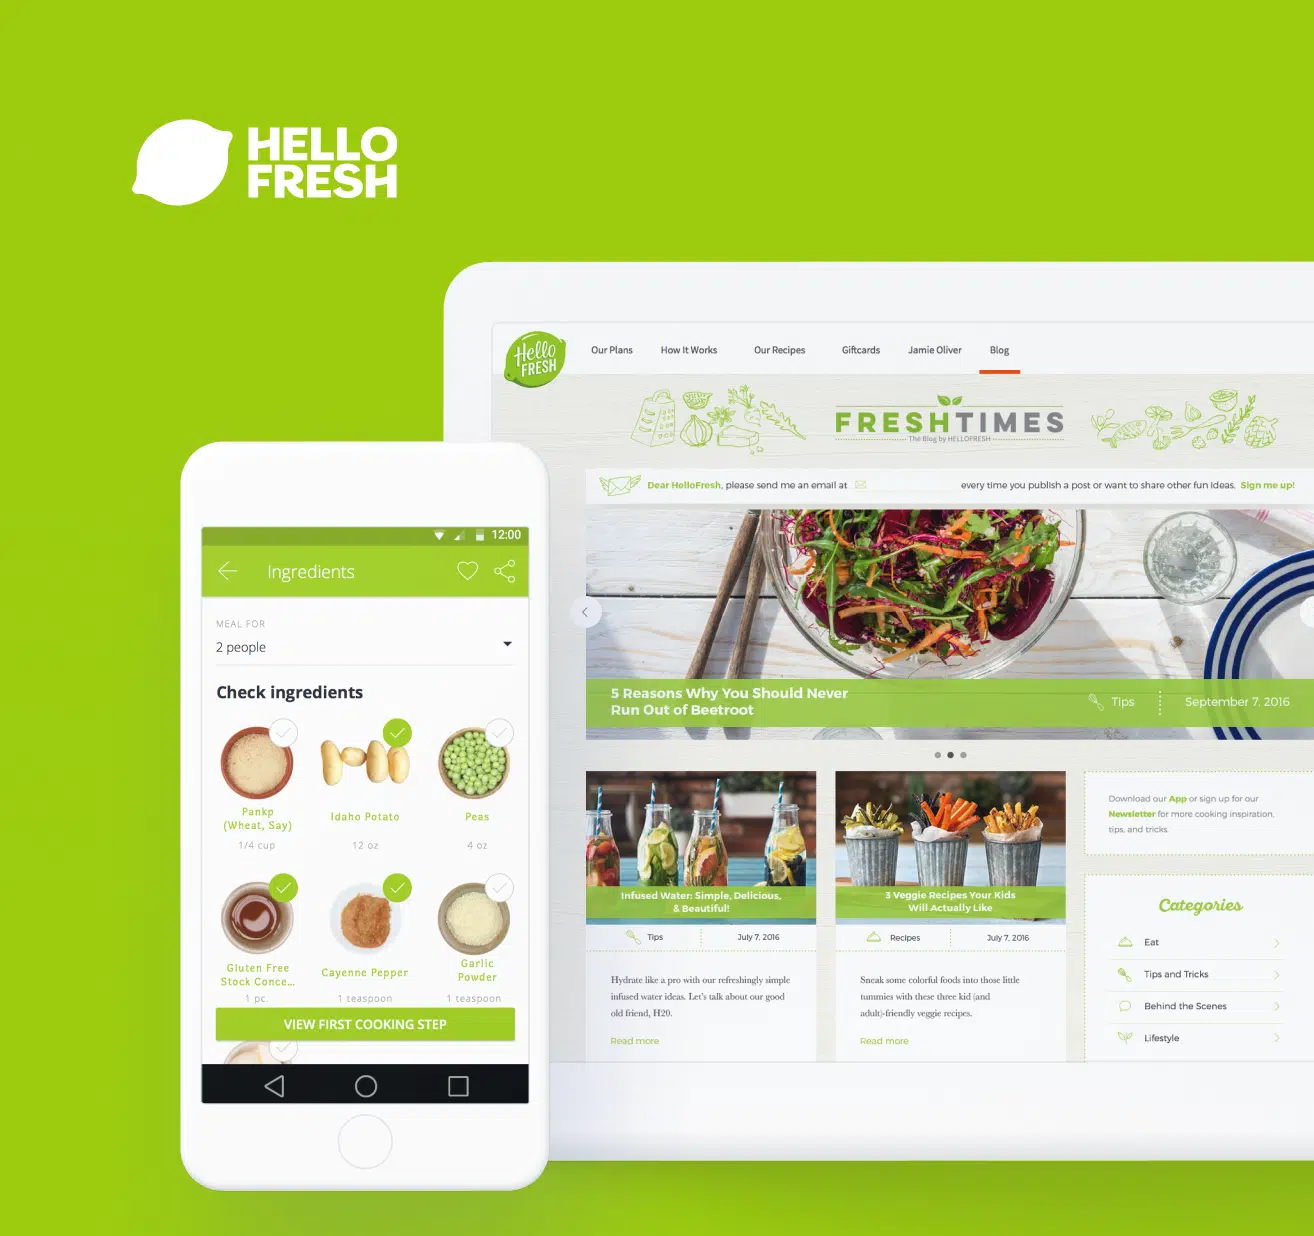 HELLO
FRESH
Hello
FRESH
Our Plans
How It Works
Our Recipes
Giftcards
Jamie Oliver
Blog
FRESHTIMES
The Blog by HELLOFRESH
Dear HelloFresh, please send me an email at
every time you publish a post or want to share other fun ideas. Sign me up!
5 Reasons Why You Should Never
Run Out of Beetroot
Tips
September 7, 2016
Infused Water: Simple, Delicious,
& Beautiful!
Tips
July 7, 2016
Hydrate like a pro with our refreshingly simple
infused water ideas. Let's talk about our good
old friend, H20.
Read more
3 Veggie Recipes Your Kids
Will Actually Like
Recipes
July 7, 2016
Sneak some colorful foods into those little
tummies with these three kid (and
adult)-friendly veggie recipes.
Read more
Download our App or sign up for our
Newsletter for more cooking inspiration,
tips, and tricks.
Categories
Eat
Tips and Tricks
Behind the Scenes
Lifestyle
12:00
Ingredients
MEAL FOR
2 people
Check ingredients
Pankp
(Wheat, Say)
1/4 cup
Idaho Potato
12 oz
Peas
4 oz
Gluten Free
Stock Conce...
1 pc.
Cayenne Pepper
1 teaspoon
Garlic
Powder
1 teaspoon
VIEW FIRST COOKING STEP